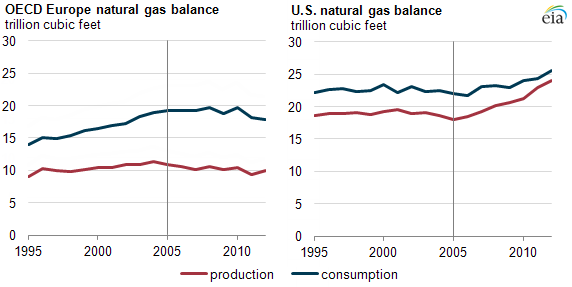 OECD Europe natural gas balance
trillion cubic feet
30
25
20
15
10
5
0
1995 2000 2005 2010
U.S. natural gas balance
trillion cubic feet
eia
30
25
20
15
10
5
0
1995 2000 2005 2010
production consumption